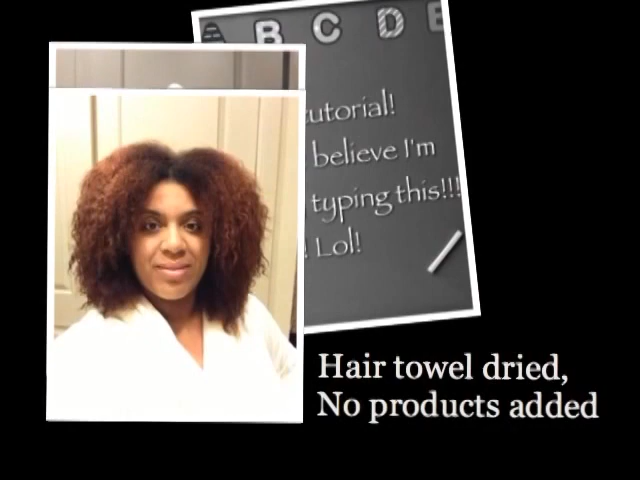 A B C D E
utorial!
believe I'm
typing this!!!
! Lol!
Hair towel dried,
No products added